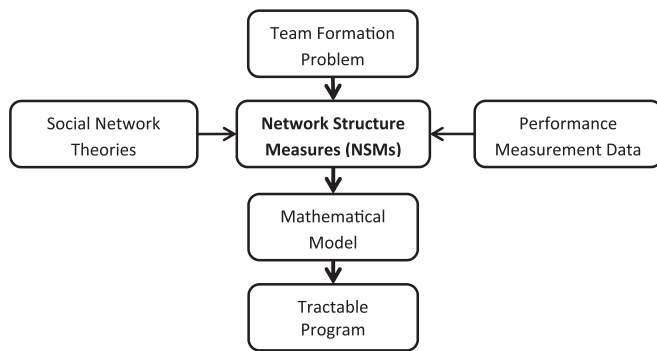 Team Formation
Problem
Social Network
Theories
Network Structure
Measures (NSMs)
Performance
Measurement Data
Mathematical
Model
Tractable
Program